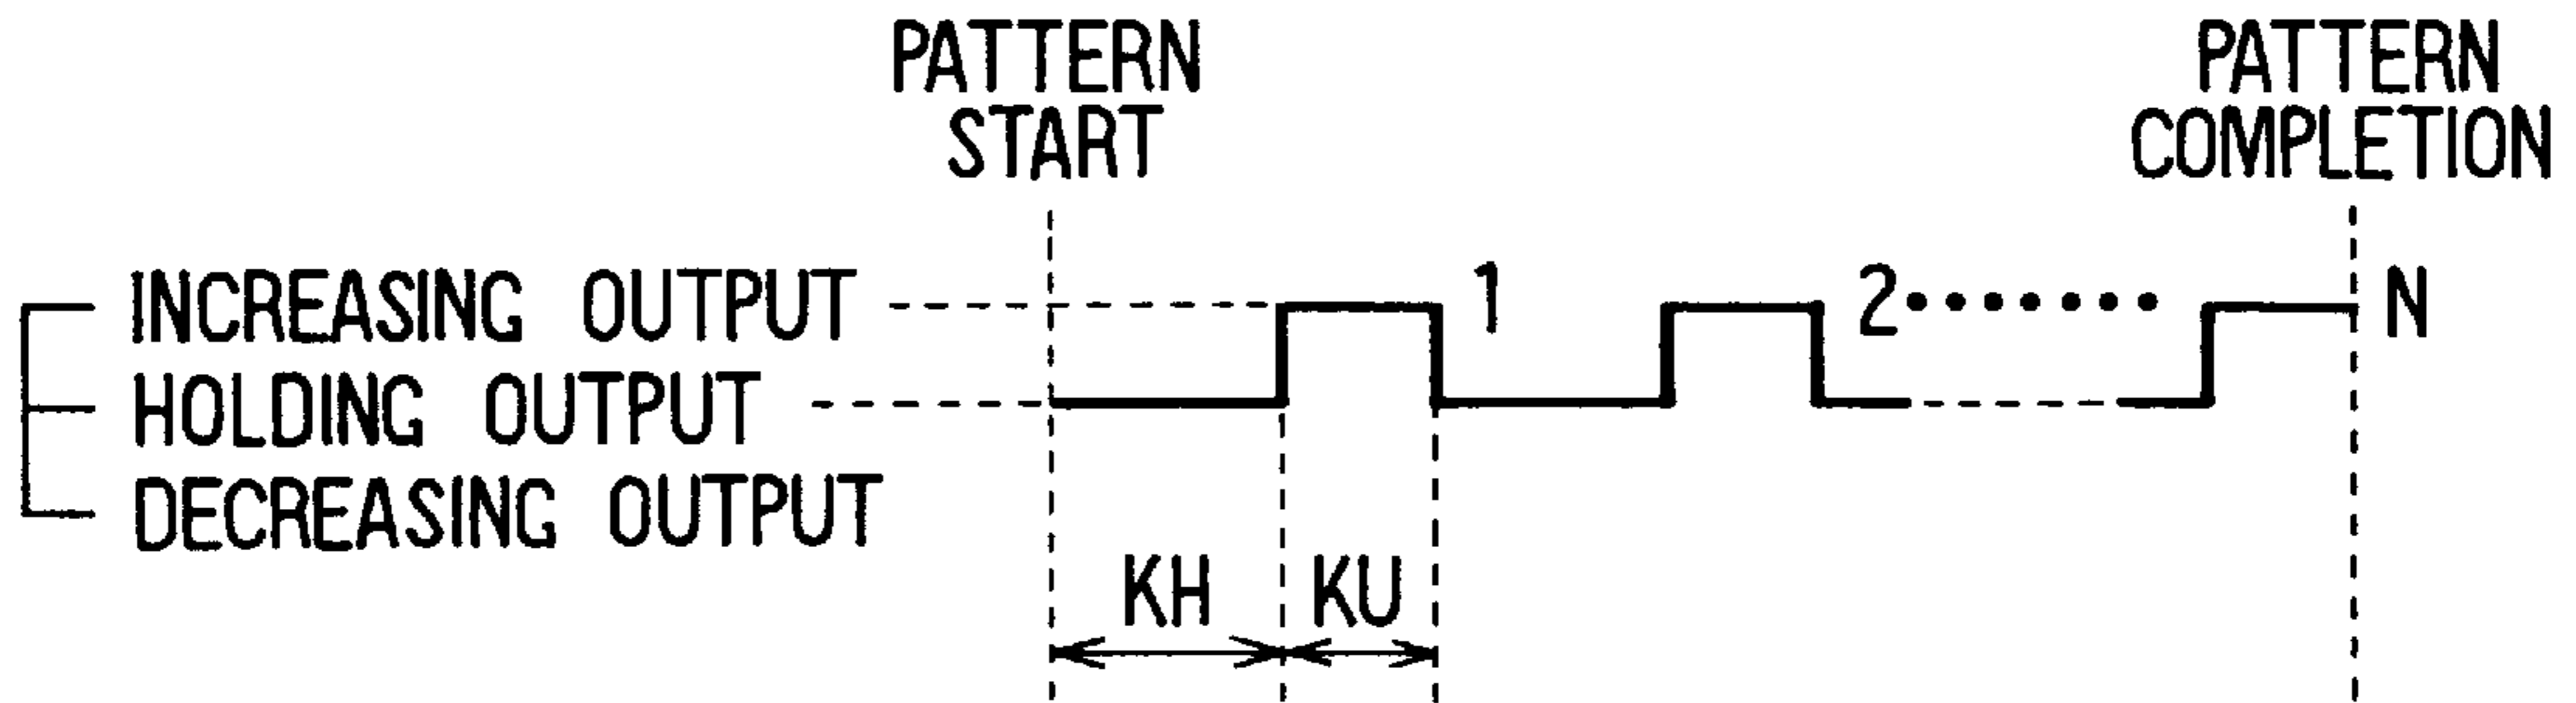 PATTERN
START
PATTERN
COMPLETION
INCREASING OUTPUT
1
2
N
HOLDING OUTPUT
DECREASING OUTPUT
KH
KU